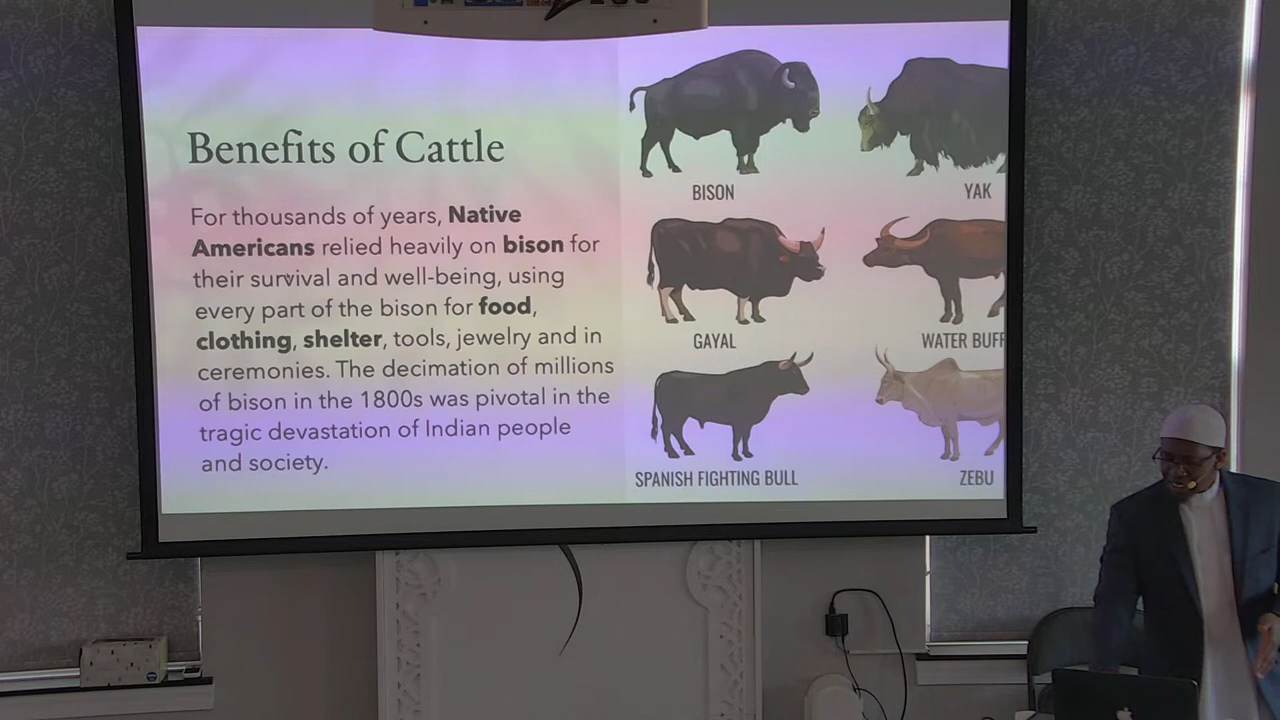 Benefits of Cattle
For thousands of years, Native
Americans relied heavily on bison for
their survival and well-being, using
every part of the bison for food,
clothing, shelter, tools, jewelry and in
ceremonies. The decimation of millions
of bison in the 1800s was pivotal in the
tragic devastation of Indian people
and society.
BISON
YAK
GAYAL
WATER BUFF
SPANISH FIGHTING BULL
ZEBU